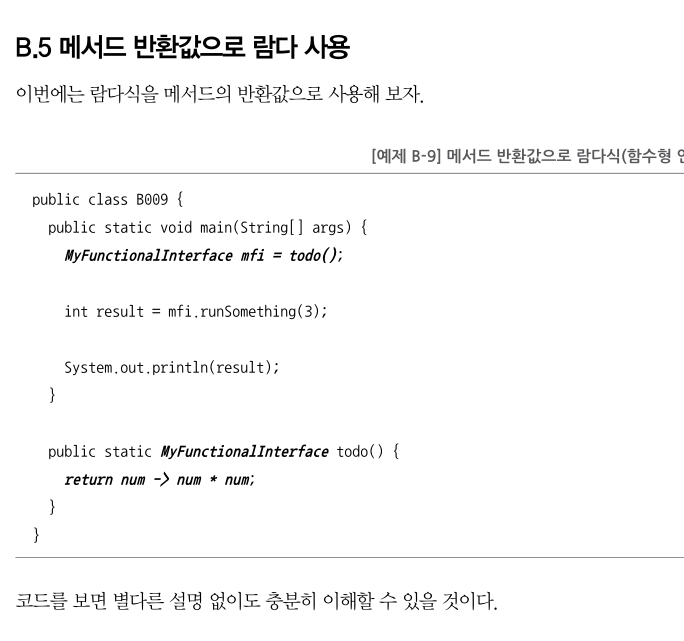 B.5 메서드 반환값으로 람다 사용
이번에는 람다식을 메서드의 반환값으로 사용해 보자.
[예제 B-9] 메서드 반환값으로 람다식(함수형
public class B009 {
public static void main(String[] args) {
MyFunctionalInterface mfi = todo();
int result = mfi.runSomething(3);
System.out.println(result);
}
public static MyFunctionalInterface todo() {
return num -> num * num;
}
}
코드를 보면 별다른 설명 없이도 충분히 이해할 수 있을 것이다.